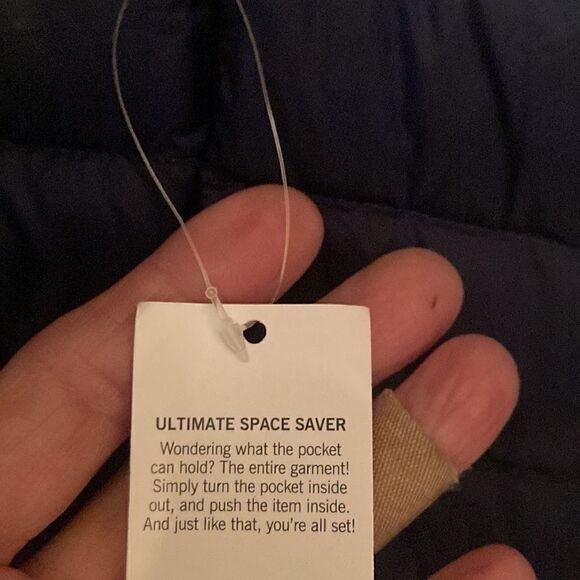 ULTIMATE SPACE SAVER
Wondering what the pocket
can hold? The entire garment!
Simply turn the pocket inside
out, and push the item inside.
And just like that, you're all set!